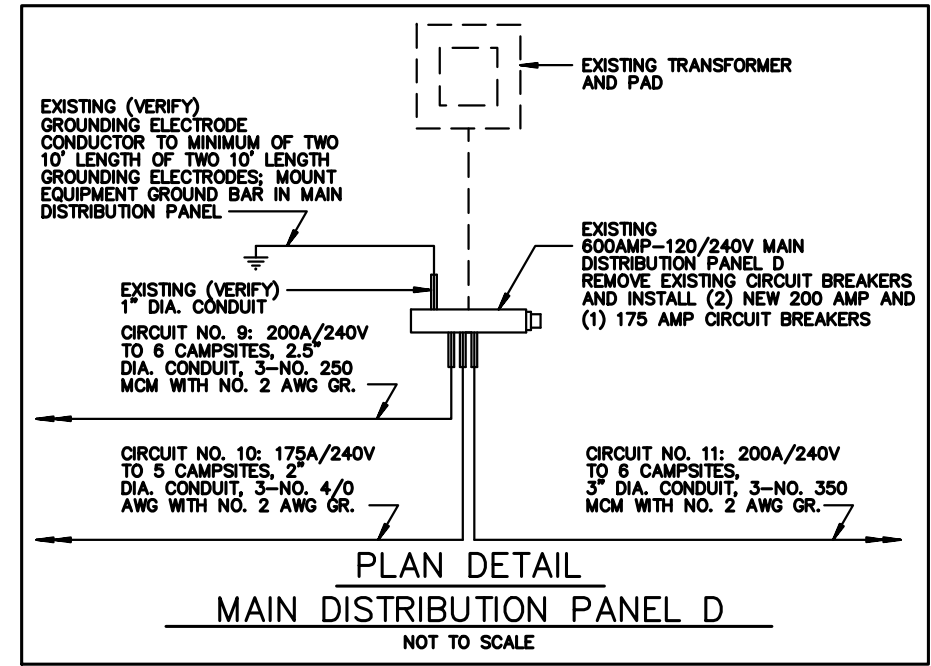 EXISTING TRANSFORMER
AND PAD
EXISTING (VERIFY)
GROUNDING ELECTRODE
CONDUCTOR TO MINIMUM OF TWO
10' LENGTH OF TWO 10' LENGTH
GROUNDING ELECTRODES; MOUNT
EQUIPMENT GROUND BAR IN MAIN
DISTRIBUTION PANEL
EXISTING
600AMP-120/240V MAIN
DISTRIBUTION PANEL D
REMOVE EXISTING CIRCUIT BREAKERS
AND INSTALL (2) NEW 200 AMP AND
(1) 175 AMP CIRCUIT BREAKERS
EXISTING (VERIFY)
1" DIA. CONDUIT
CIRCUIT NO. 9: 200A/240V
TO 6 CAMPSITES, 2.5"
DIA. CONDUIT, 3-NO. 250
MCM WITH NO. 2 AWG GR.
CIRCUIT NO. 10: 175A/240V
TO 5 CAMPSITES, 2"
DIA. CONDUIT, 3-NO. 4/0
AWG WITH NO. 2 AWG GR.
CIRCUIT NO. 11: 200A/240V
TO 6 CAMPSITES,
3" DIA. CONDUIT, 3-NO. 350
MCM WITH NO. 2 AWG GR.
PLAN DETAIL
MAIN DISTRIBUTION PANEL D
NOT TO SCALE